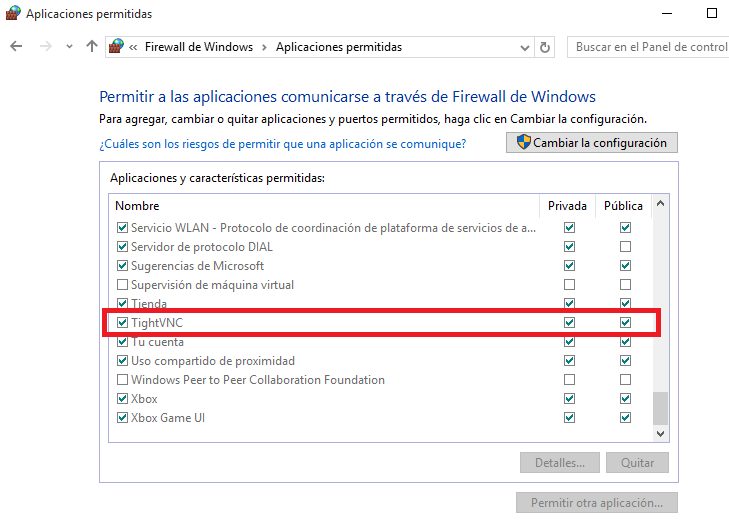 Aplicaciones permitidas
« Firewall de Windows > Aplicaciones permitidas
Buscar en el Panel de control
Permitir a las aplicaciones comunicarse a través de Firewall de Windows
Para agregar, cambiar o quitar aplicaciones y puertos permitidos, haga clic en Cambiar la configuración.
¿Cuáles son los riesgos de permitir que una aplicación se comunique?
Cambiar la configuración
Aplicaciones y características permitidas:
Nombre Privada Pública
Servicio WLAN - Protocolo de coordinación de plataforma de servicios de a...
Servidor de protocolo DIAL
Sugerencias de Microsoft
Supervisión de máquina virtual
Tienda
TightVNC
Tu cuenta
Uso compartido de proximidad
Windows Peer to Peer Collaboration Foundation
Xbox
Xbox Game UI
Detalles... Quitar
Permitir otra aplicación...